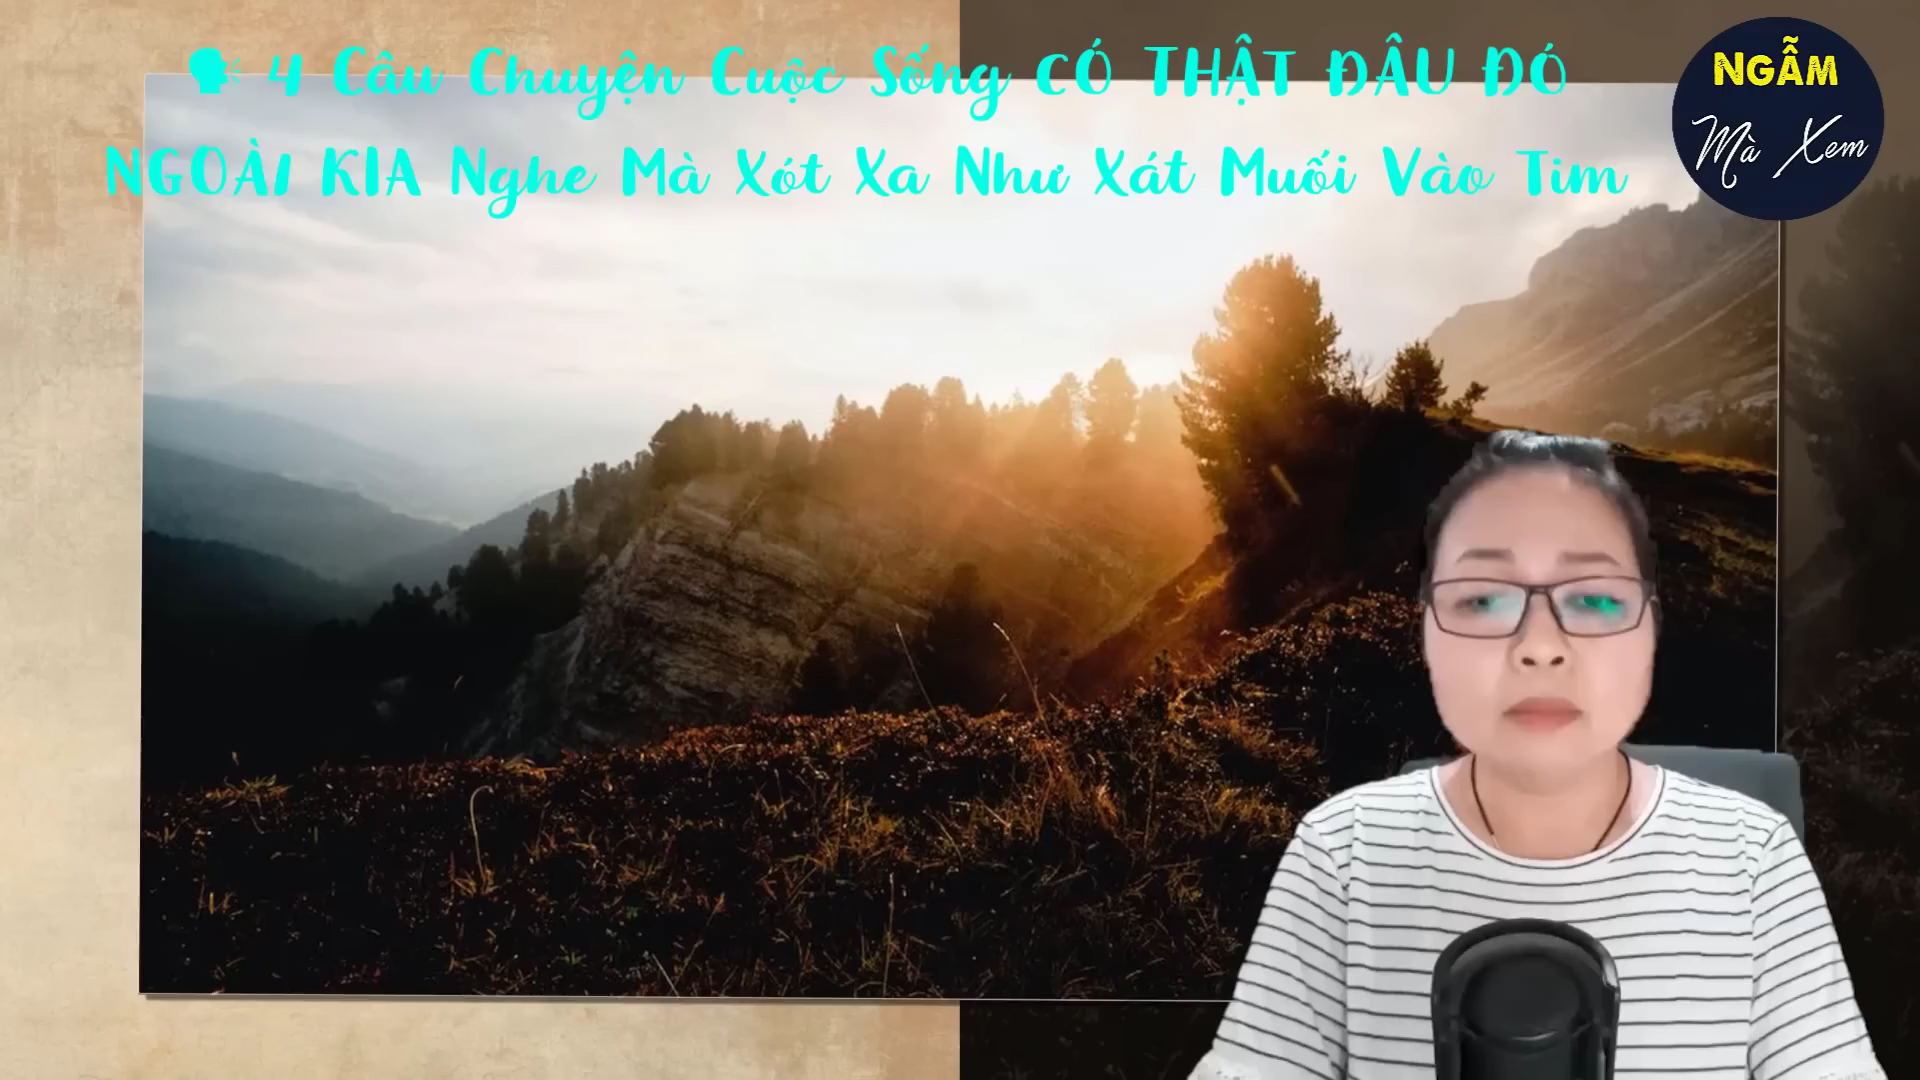 🗣 4 Câu Chuyện Cuộc Sống CÓ THẬT ĐÂU ĐÓ
NGOÀI KIA Nghe Mà Xót Xa Như Xát Muối Vào Tim
NGẪM
Mà Xem